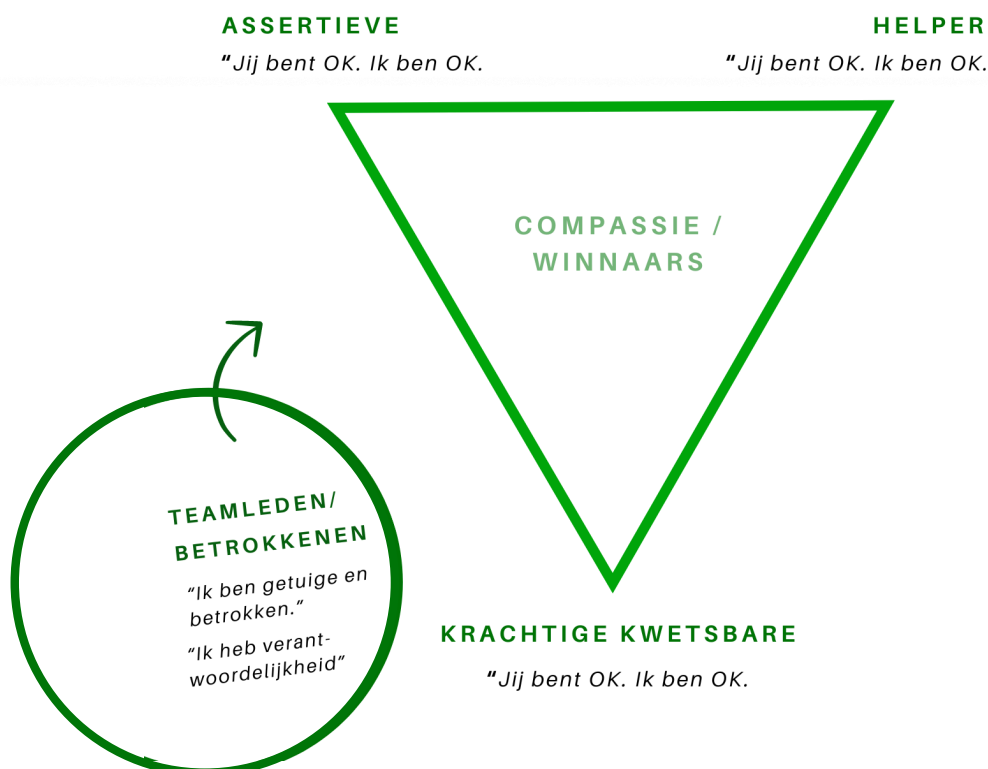 ASSERTIEVE
“Jij bent OK. Ik ben OK.
HELPER
“Jij bent OK. Ik ben OK.
COMPASSIE /
WINNAARS
TEAMLEDEN/
BETROKKENEN
“Ik ben getuige en
betrokken.”
“Ik heb verant-
woordelijkheid”
KRACHTIGE KWETSBARE
“Jij bent OK. Ik ben OK.